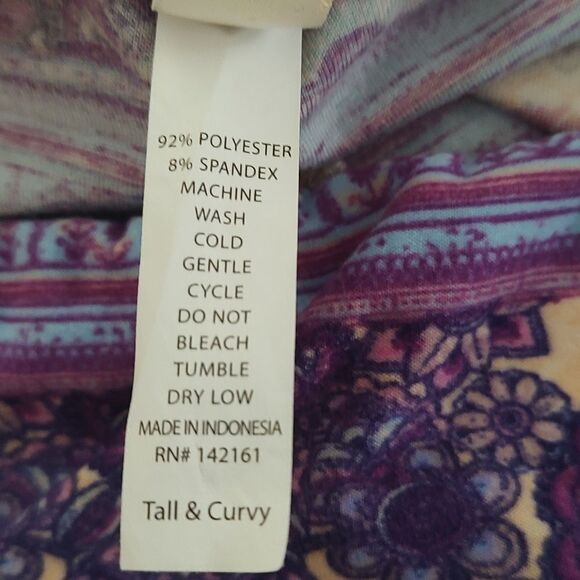 92% POLYESTER
8% SPANDEX
MACHINE
WASH
COLD
GENTLE
CYCLE
DO NOT
BLEACH
TUMBLE
DRY LOW
MADE IN INDONESIA
RN# 142161
Tall & Curvy